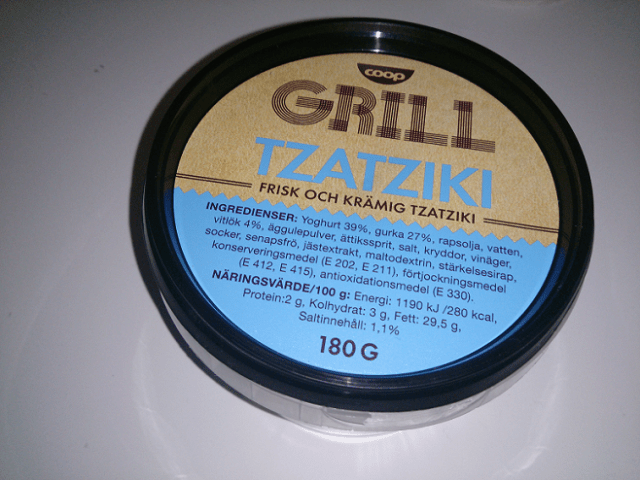 coop
GRILL
TZATZIKI
FRISK OCH KRÄMIG TZATZIKI
INGREDIENSER: Yoghurt 39%, gurka 27%, rapsolja, vatten,
vitlök 4%, äggulepulver, ättikssprit, salt, kryddor, vinäger,
socker, senapsfrö, jästextrakt, maltodextrin, stärkelsesirap,
konserveringsmedel (E 202, E 211), förtjockningsmedel
(E 412, E 415), antioxidationsmedel (E 330).
NÄRINGSVÄRDE/100 g: Energi: 1190 kJ /280 kcal,
Protein:2 g, Kolhydrat: 3 g, Fett: 29,5 g,
Saltinnehåll: 1,1%
180 G